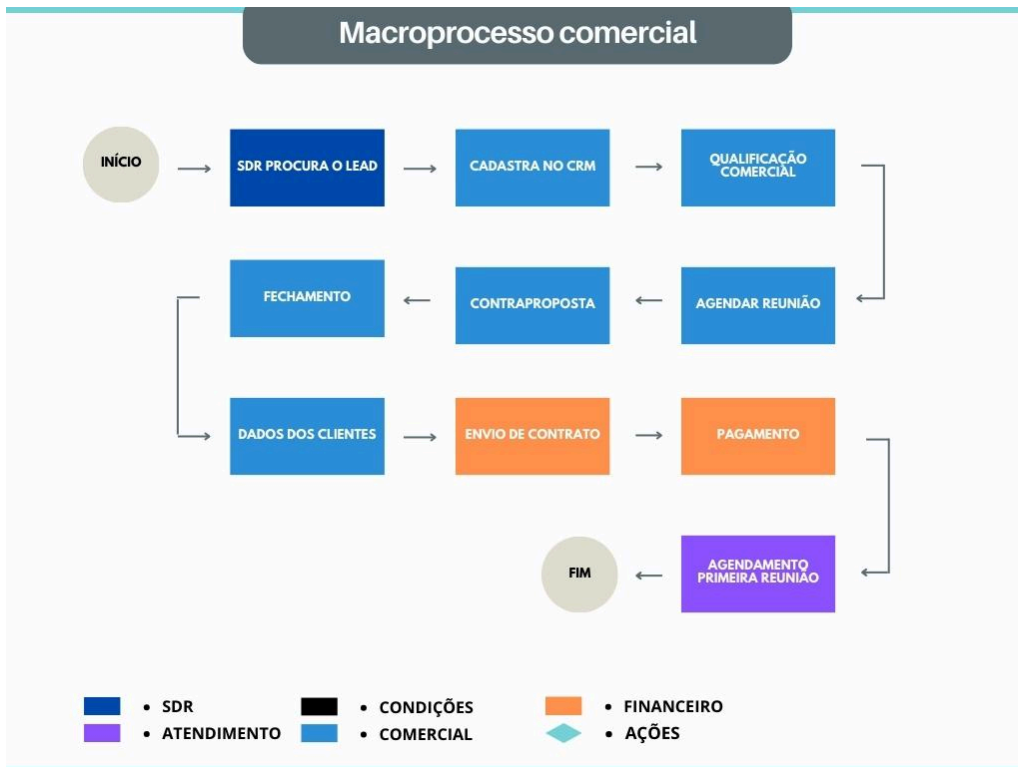 Macroprocesso comercial
INÍCIO
SDR PROCURA O LEAD
CADASTRA NO CRM
QUALIFICAÇÃO
COMERCIAL
FECHAMENTO
CONTRAPROPOSTA
AGENDAR REUNIÃO
DADOS DOS CLIENTES
ENVIO DE CONTRATO
PAGAMENTO
FIM
AGENDAMENTO
PRIMEIRA REUNIÃO
• SDR
• CONDIÇÕES
• FINANCEIRO
• ATENDIMENTO
• COMERCIAL
• AÇÕES